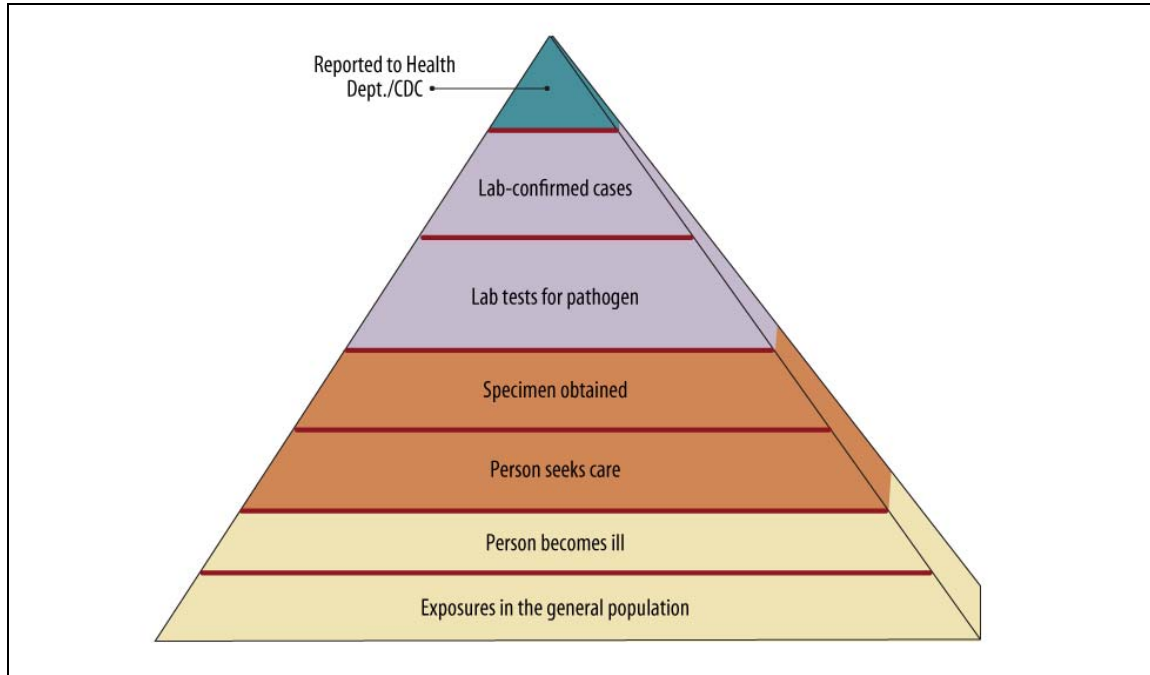 Reported to Health
Dept./CDC
Lab-confirmed cases
Lab tests for pathogen
Specimen obtained
Person seeks care
Person becomes ill
Exposures in the general population